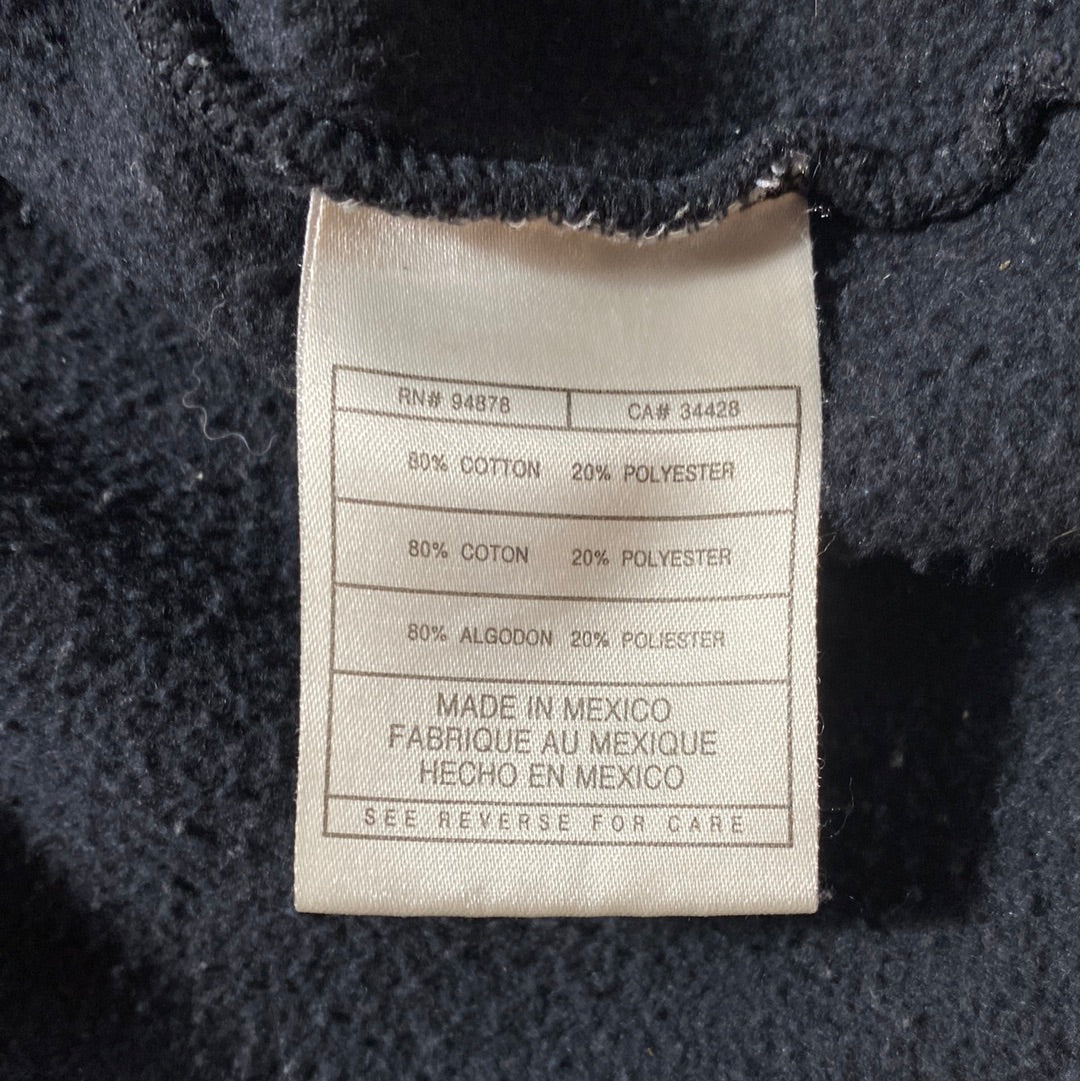 RN# 94878 CA# 34428
80% COTTON 20% POLYESTER
80% COTON 20% POLYESTER
80% ALGODON 20% POLIESTER
MADE IN MEXICO
FABRIQUE AU MEXIQUE
HECHO EN MEXICO
SEE REVERSE FOR CARE